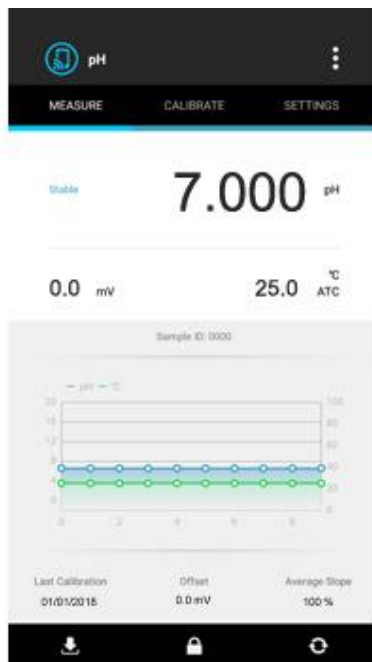 pH
MEASURE CALIBRATE SETTINGS
Stable 7.000 pH
0.0 mV 25.0 °C ATC
Sample ID: 0000
pH °C
20 100
16 80
12 60
8 40
4 20
0 0
0 2 4 6 8
Last Calibration Offset Average Slope
01/01/2018 0.0 mV 100 %